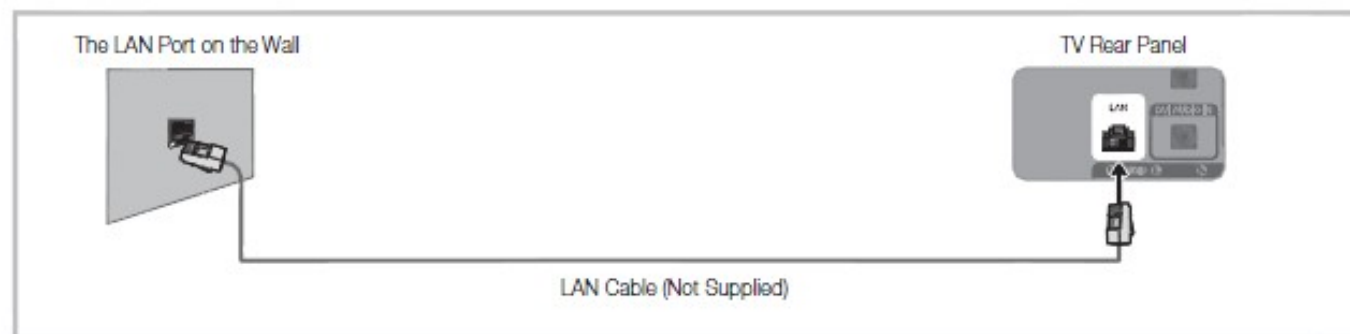 The LAN Port on the Wall
TV Rear Panel
LAN
LAN Cable (Not Supplied)